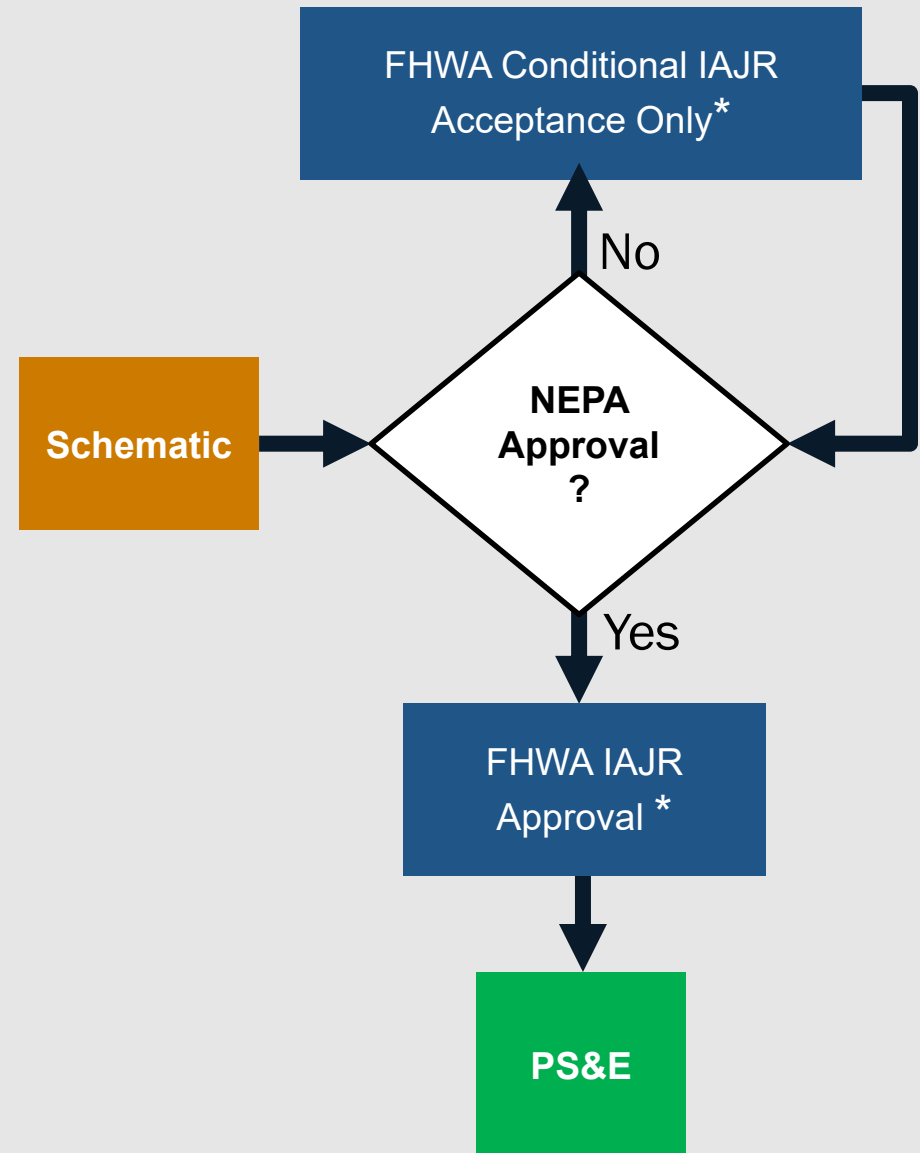 FHWA Conditional IAJR
Acceptance Only*
No
Schematic
NEPA
Approval
?
Yes
FHWA IAJR
Approval *
PS&E